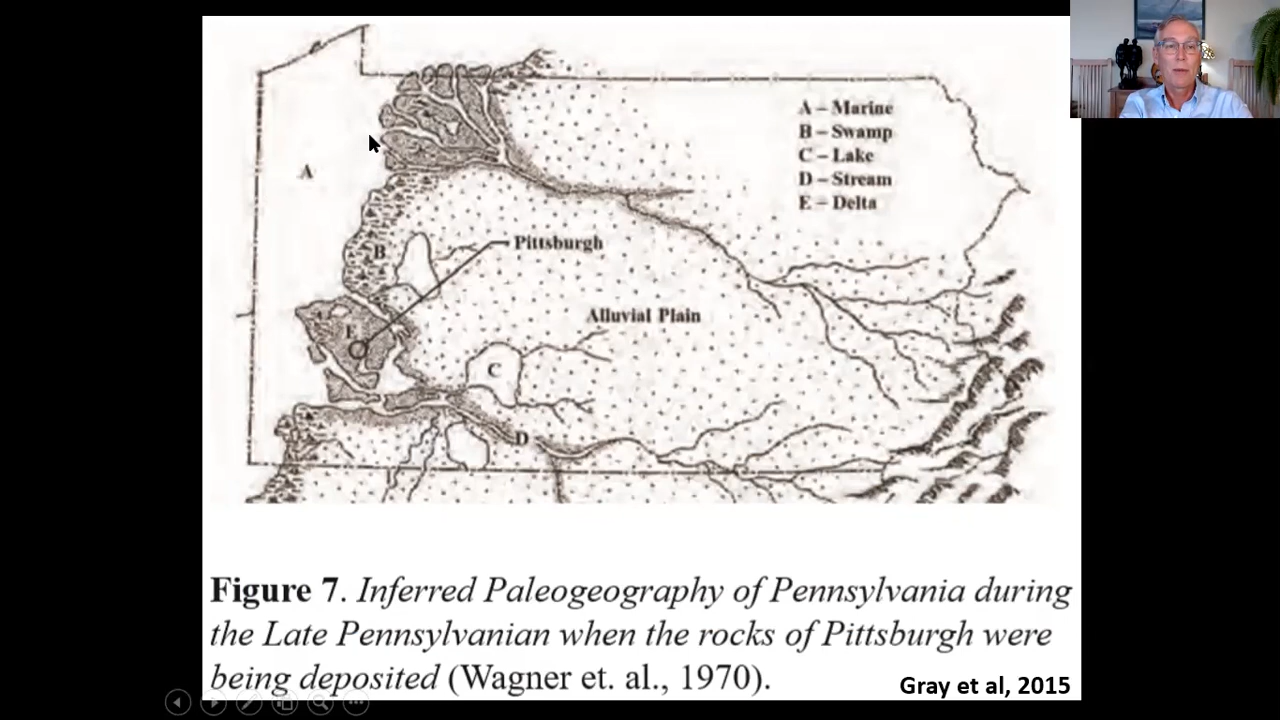 A – Marine
B – Swamp
C – Lake
D – Stream
E – Delta
A
B
Pittsburgh
E
Alluvial Plain
C
D
Figure 7. Inferred Paleogeography of Pennsylvania during
the Late Pennsylvanian when the rocks of Pittsburgh were
being deposited (Wagner et. al., 1970).
Gray et al, 2015